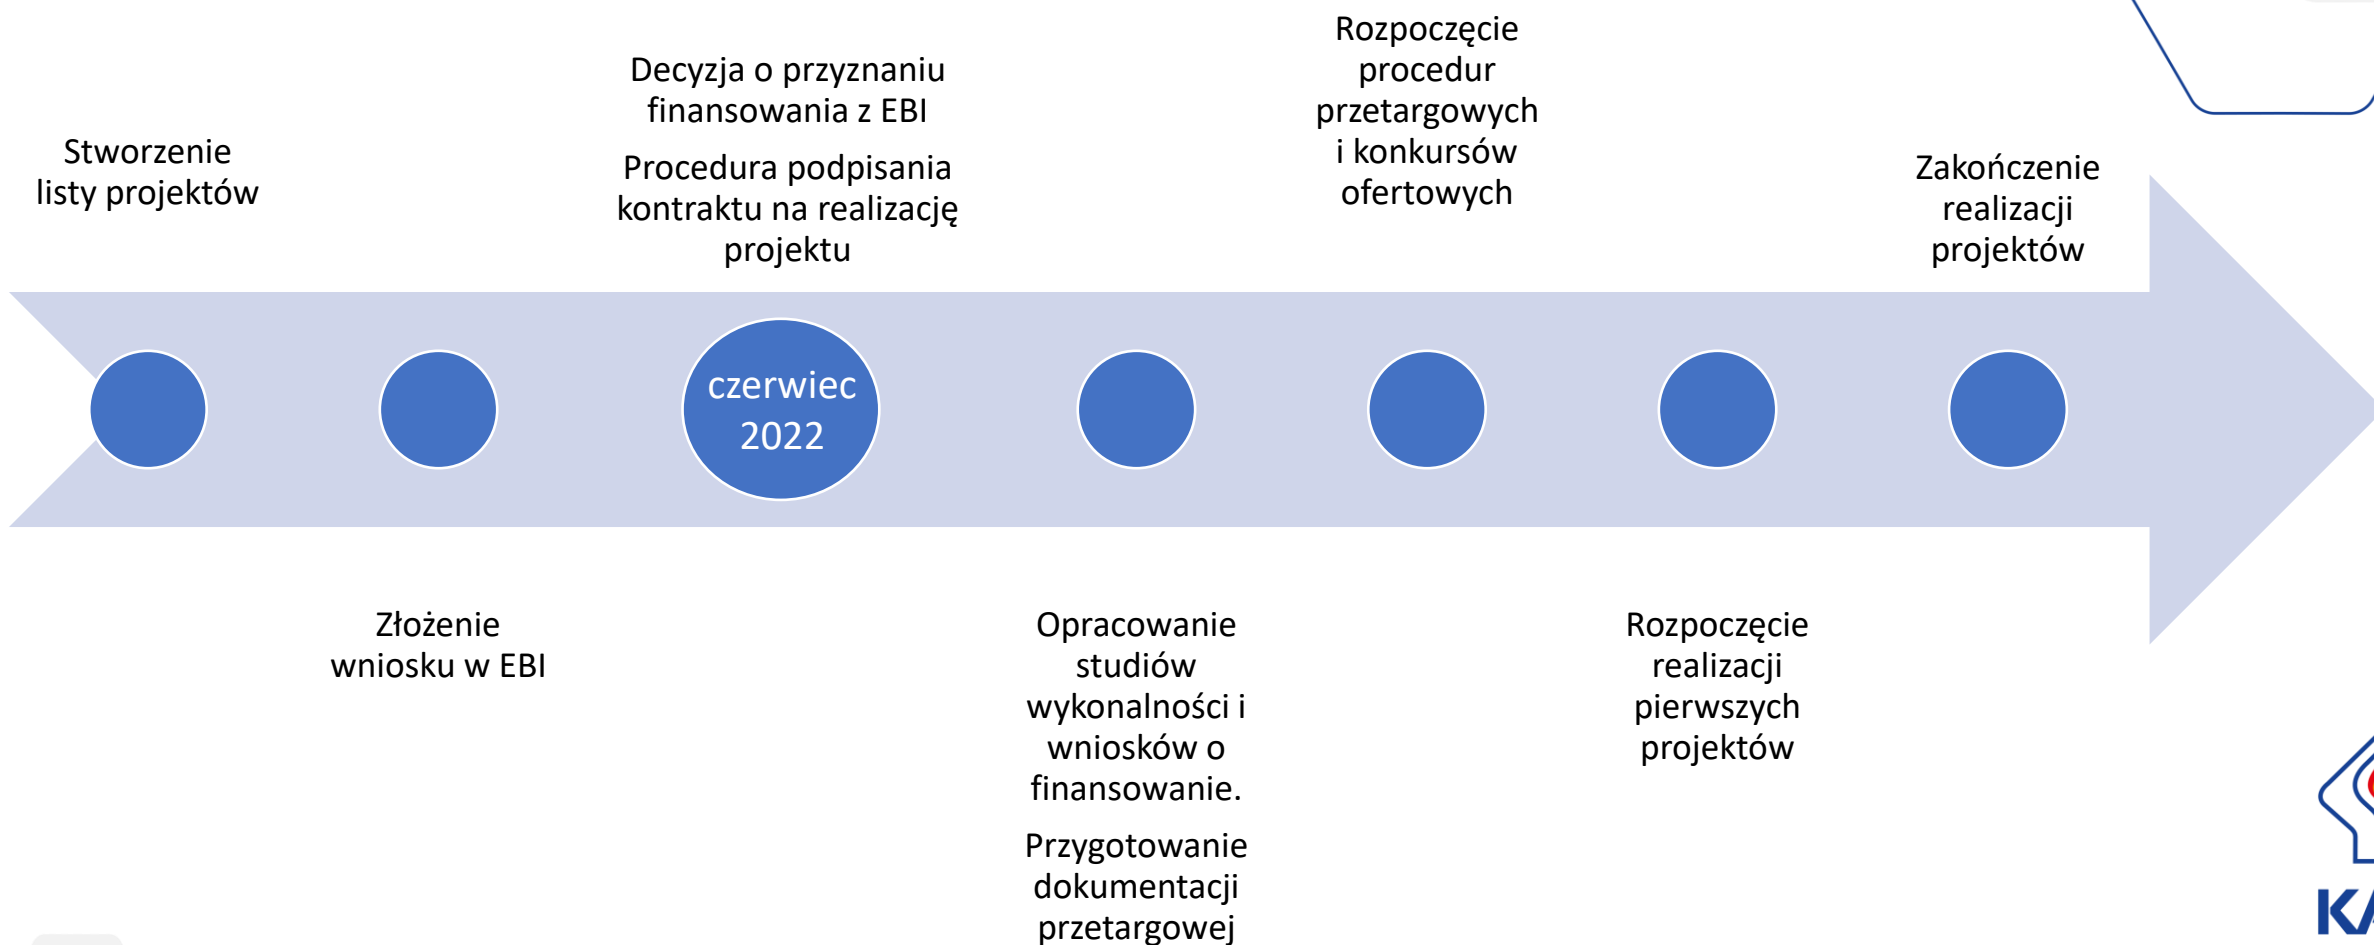 Stworzenie
listy projektów
Złożenie
wniosku w EBI
Decyzja o przyznaniu
finansowania z EBI
Procedura podpisania
kontraktu na realizację
projektu
czerwiec
2022
Opracowanie
studiów
wykonalności i
wniosków o
finansowanie.
Przygotowanie
dokumentacji
przetargowej
Rozpoczęcie
procedur
przetargowych
i konkursów
ofertowych
Rozpoczęcie
realizacji
pierwszych
projektów
Zakończenie
realizacji
projektów